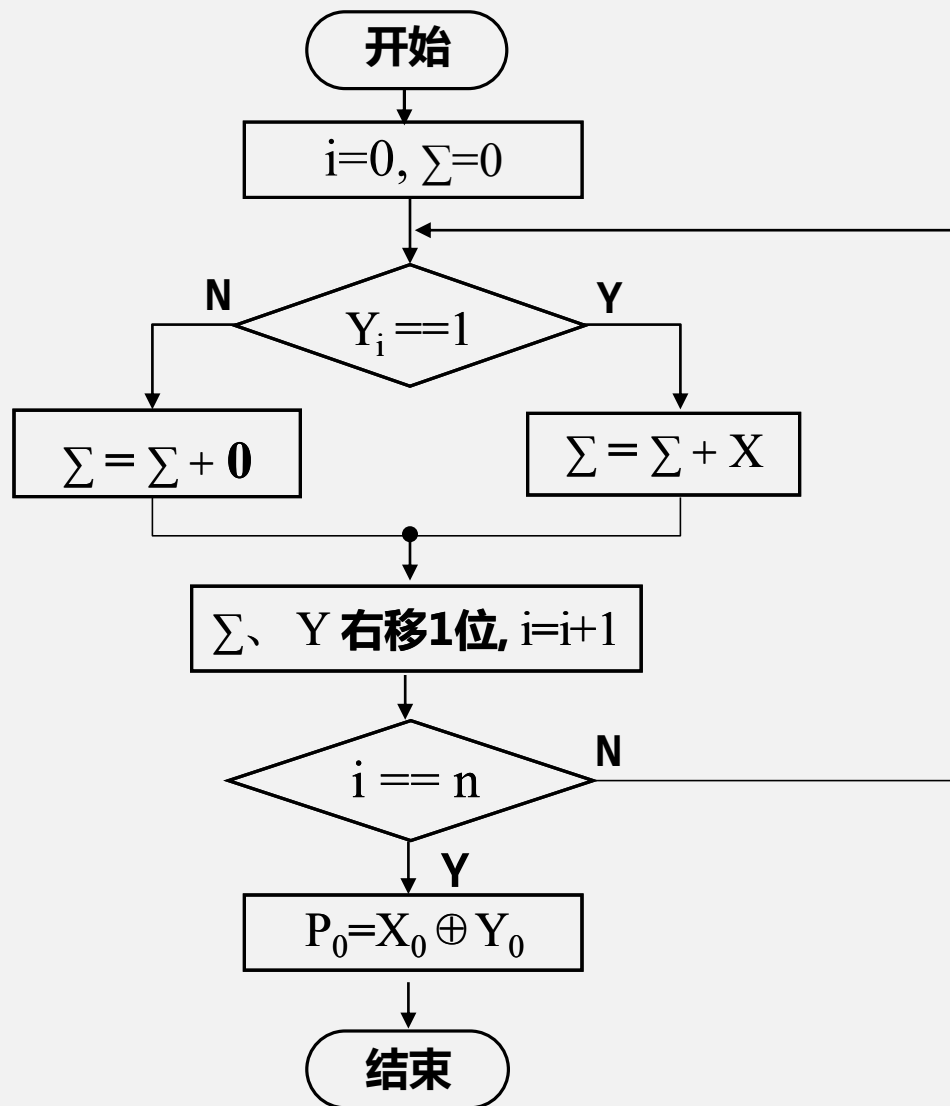 开始
i=0, ∑=0
N
Y
Yᵢ ==1
∑ = ∑ + 0
∑ = ∑ + X
∑、 Y 右移1位, i=i+1
N
i == n
Y
P₀=X₀ ⊕ Y₀
结束